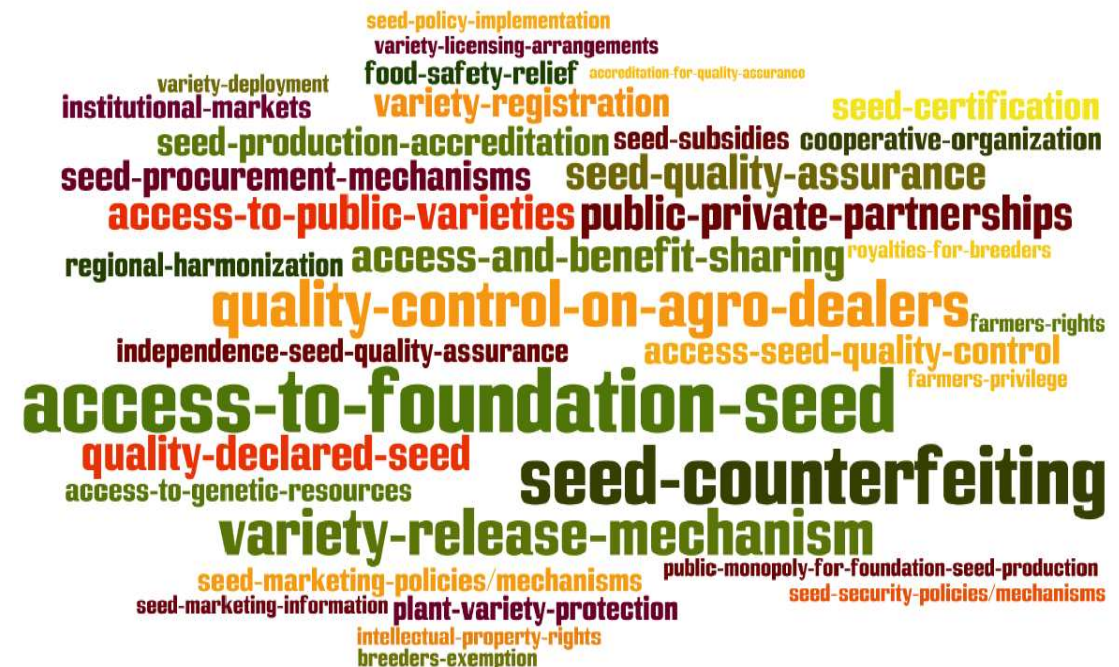 seed-policy-implementation
variety-licensing-arrangements
food-safety-relief accreditation-for-quality-assurance
variety-deployment
institutional-markets variety-registration seed-certification
seed-production-accreditation seed-subsidies cooperative-organization
seed-procurement-mechanisms seed-quality-assurance
access-to-public-varieties public-private-partnerships
regional-harmonization access-and-benefit-sharing royalties-for-breeders
quality-control-on-agro-dealers farmers-rights
independence-seed-quality-assurance access-seed-quality-control
farmers-privilege
access-to-foundation-seed
quality-declared-seed
seed-counterfeiting
access-to-genetic-resources
variety-release-mechanism
public-monopoly-for-foundation-seed-production
seed-marketing-policies/mechanisms
seed-security-policies/mechanisms
seed-marketing-information plant-variety-protection
intellectual-property-rights
breeders-exemption